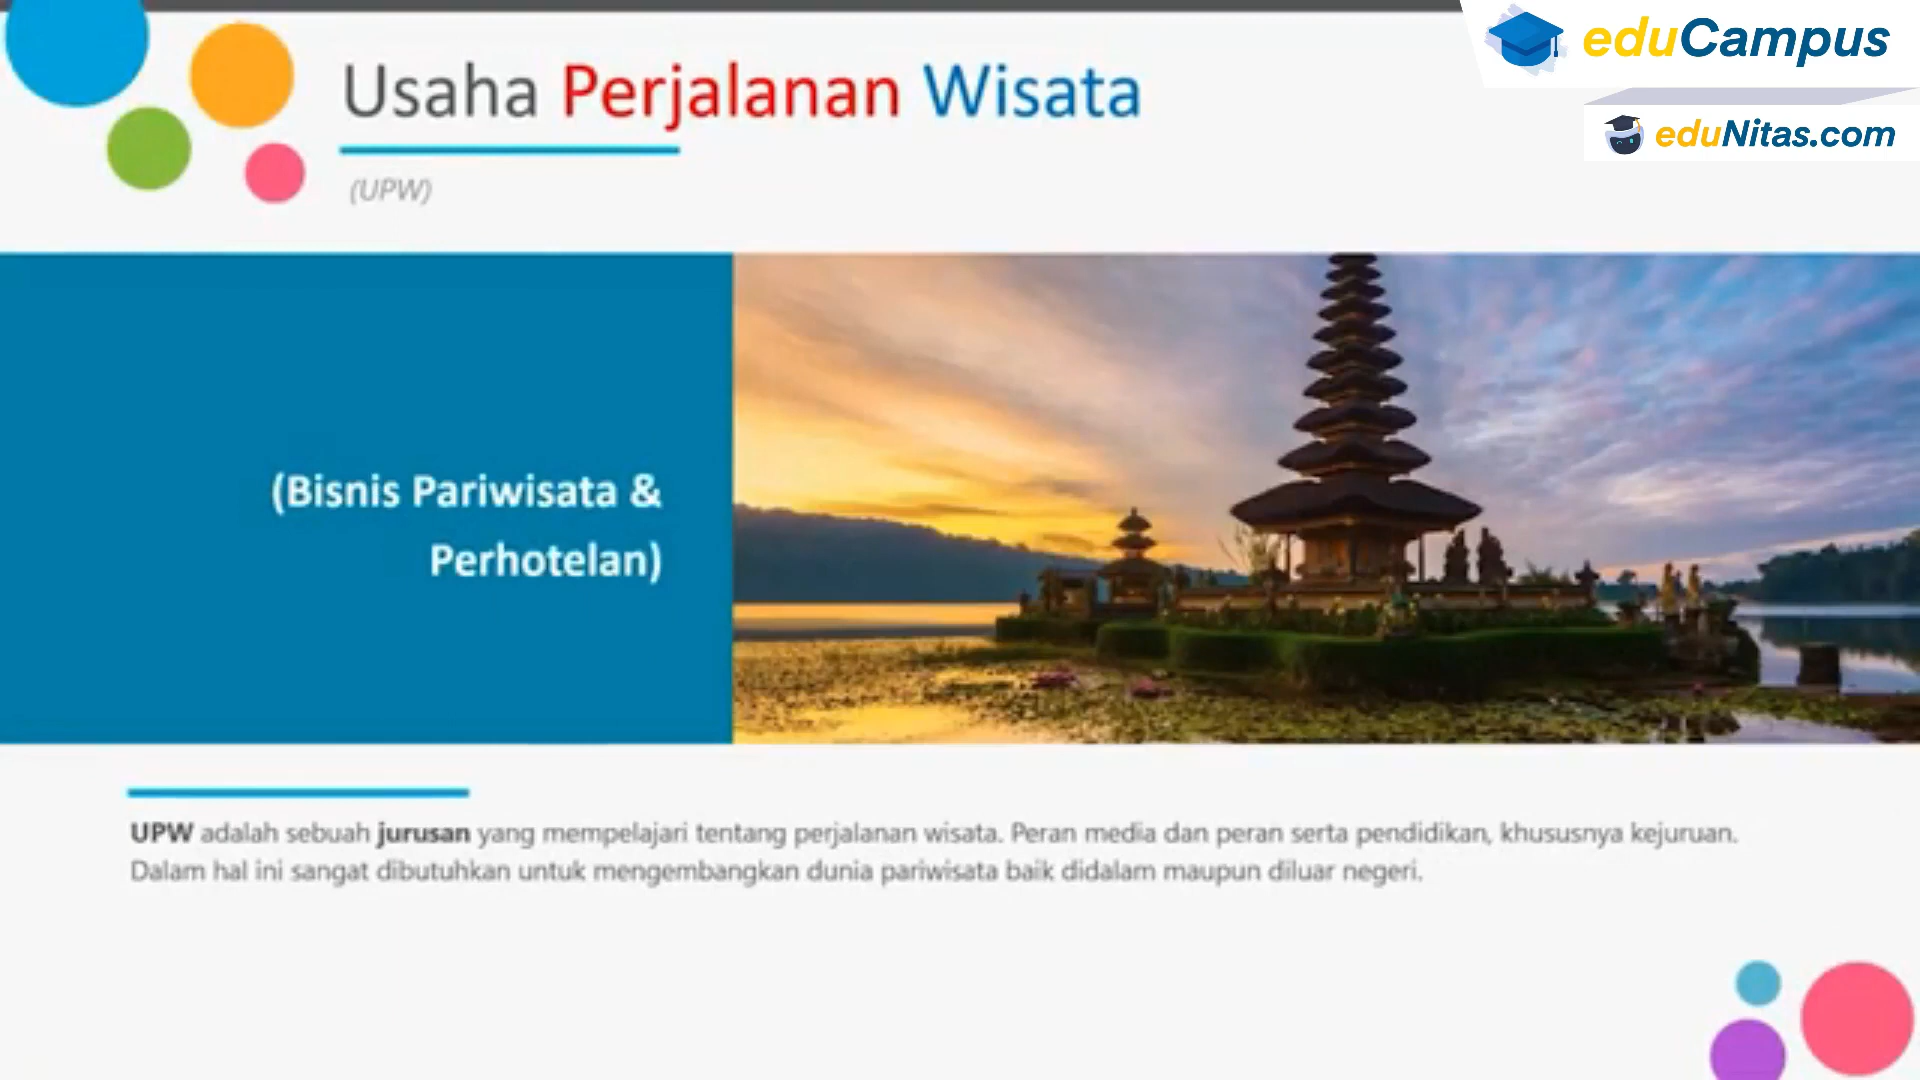 eduCampus
eduNitas.com
Usaha Perjalanan Wisata
(UPW)
(Bisnis Pariwisata &
Perhotelan)
UPW adalah sebuah jurusan yang mempelajari tentang perjalanan wisata. Peran media dan peran serta pendidikan, khususnya kejuruan.
Dalam hal ini sangat dibutuhkan untuk mengembangkan dunia pariwisata baik didalam maupun diluar negeri.